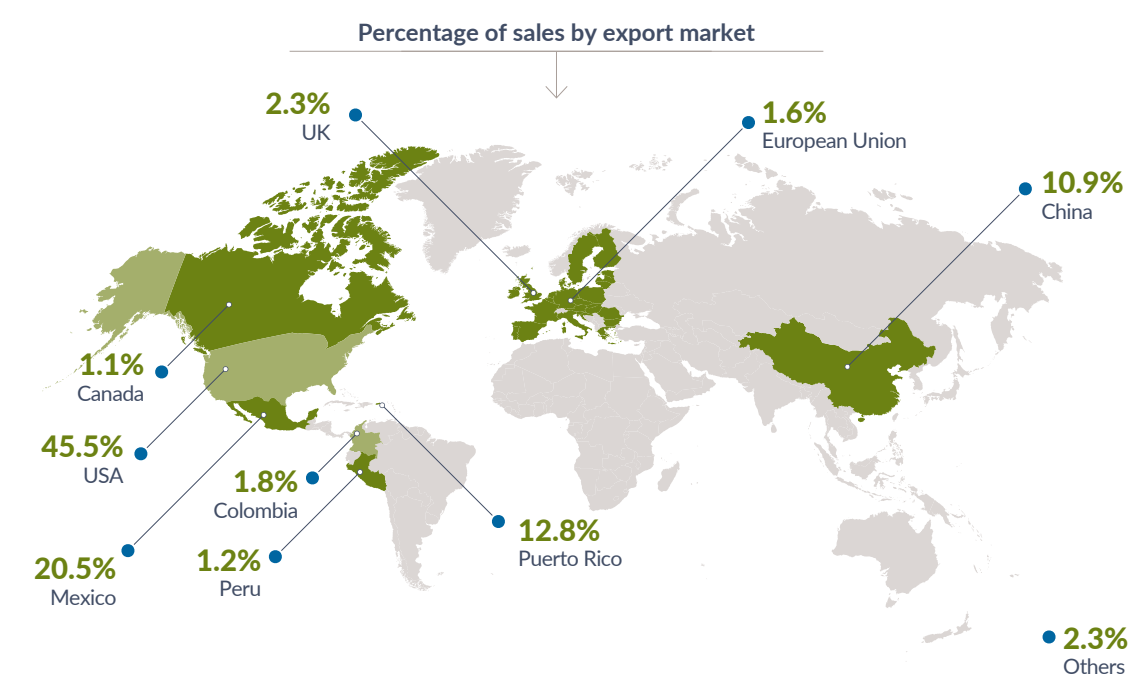 Percentage of sales by export market
2.3%
UK
1.6%
European Union
10.9%
China
1.1%
Canada
45.5%
USA
1.8%
Colombia
12.8%
Puerto Rico
20.5%
Mexico
1.2%
Peru
2.3%
Others